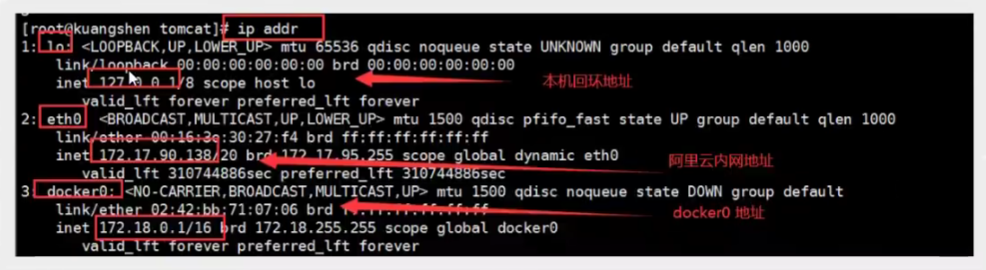 [root@kuangshen tomcat]# ip addr
1: lo: <LOOPBACK,UP,LOWER_UP> mtu 65536 qdisc noqueue state UNKNOWN group default qlen 1000
link/loopback 00:00:00:00:00:00 brd 00:00:00:00:00:00
inet 127.0.0.1/8 scope host lo
本机回环地址
valid_lft forever preferred_lft forever
2: eth0 <BROADCAST,MULTICAST,UP,LOWER_UP> mtu 1500 qdisc pfifo_fast state UP group default qlen 1000
link/ether 00:16:3e:30:27:f4 brd ff:ff:ff:ff:ff:ff
inet 172.17.90.138/20 brd 172.17.95.255 scope global dynamic eth0
阿里云内网地址
valid_lft 310744886sec preferred_lft 310744886sec
3: docker0: <NO-CARRIER,BROADCAST,MULTICAST,UP> mtu 1500 qdisc noqueue state DOWN group default
link/ether 02:42:bb:71:07:06 brd ff:ff:ff:ff:ff:ff
docker0 地址
inet 172.18.0.1/16 brd 172.18.255.255 scope global docker0
valid_lft forever preferred_lft forever